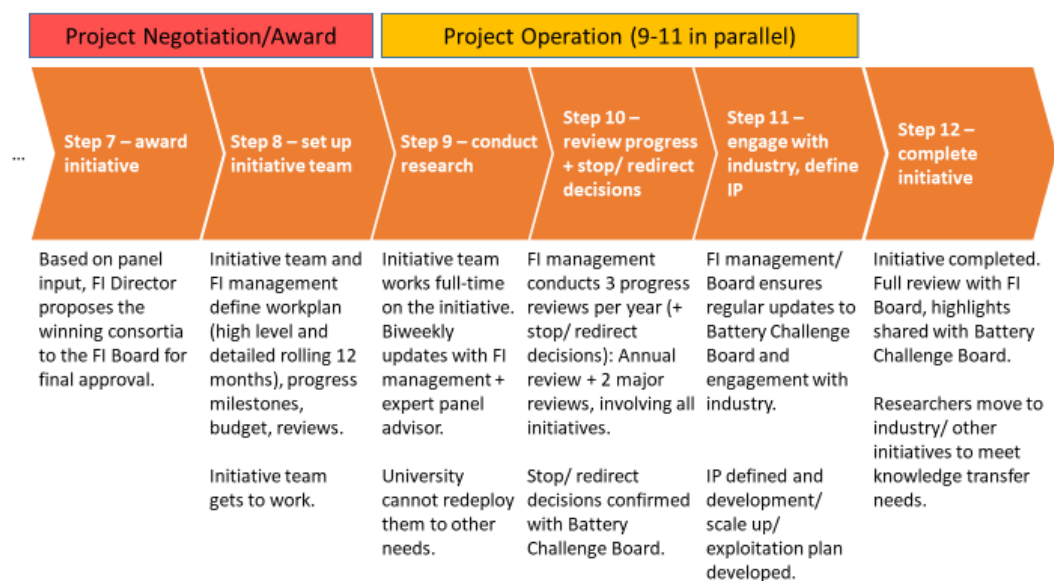 Project Negotiation/Award
Project Operation (9-11 in parallel)
...
Step 7 – award
initiative
Step 8 – set up
initiative team
Step 9 – conduct
research
Step 10 –
review progress
+ stop/ redirect
decisions
Step 11 –
engage with
industry, define
IP
Step 12 –
complete
initiative
Based on panel
input, FI Director
proposes the
winning consortia
to the FI Board for
final approval.
Initiative team and
FI management
define workplan
(high level and
detailed rolling 12
months), progress
milestones,
budget, reviews.
Initiative team
gets to work.
Initiative team
works full-time
on the initiative.
Biweekly
updates with FI
management +
expert panel
advisor.
University
cannot redeploy
them to other
needs.
FI management
conducts 3 progress
reviews per year (+
stop/ redirect
decisions): Annual
review + 2 major
reviews, involving all
initiatives.
Stop/ redirect
decisions confirmed
with Battery
Challenge Board.
FI management/
Board ensures
regular updates to
Battery Challenge
Board and
engagement with
industry.
IP defined and
development/
scale up/
exploitation plan
developed.
Initiative completed.
Full review with FI
Board, highlights
shared with Battery
Challenge Board.
Researchers move to
industry/ other
initiatives to meet
knowledge transfer
needs.